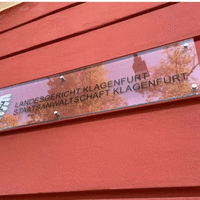 LANDESGERICHT KLAGENFURT
STAATSANWALTSCHAFT KLAGENFURT